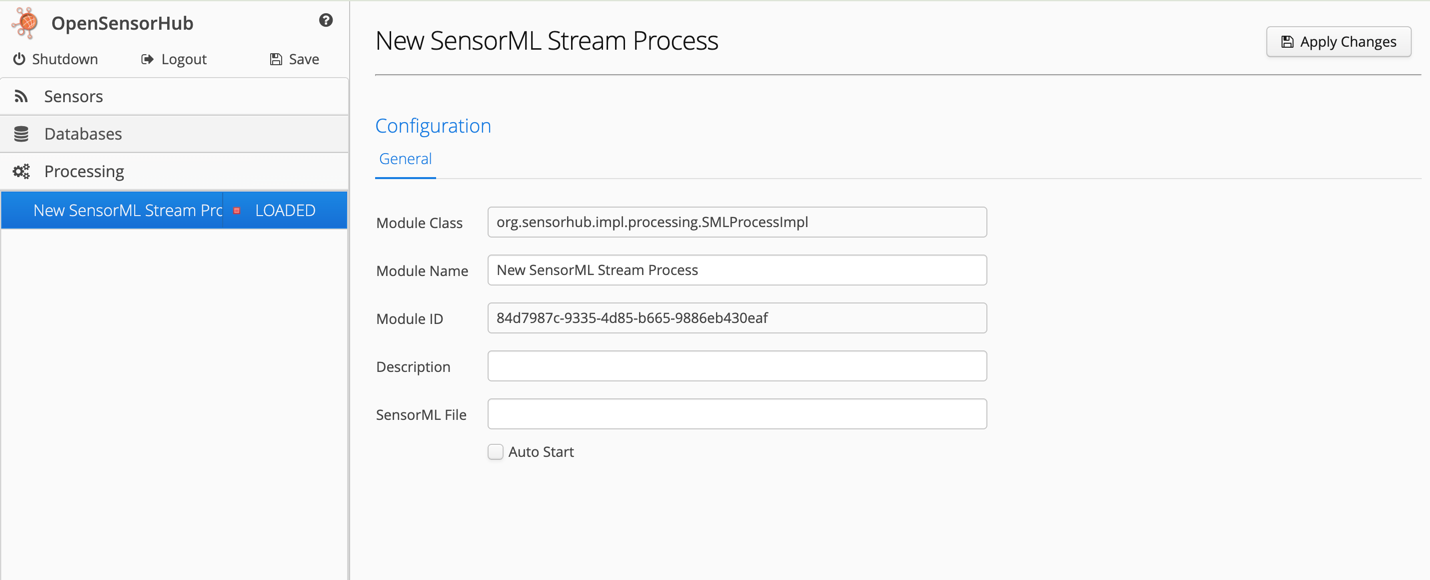 OpenSensorHub
Shutdown Logout Save
Sensors
Databases
Processing
New SensorML Stream Prc LOADED
New SensorML Stream Process
Apply Changes
Configuration
General
Module Class org.sensorhub.impl.processing.SMLProcessImpl
Module Name New SensorML Stream Process
Module ID 84d7987c-9335-4d85-b665-9886eb430eaf
Description
SensorML File
Auto Start